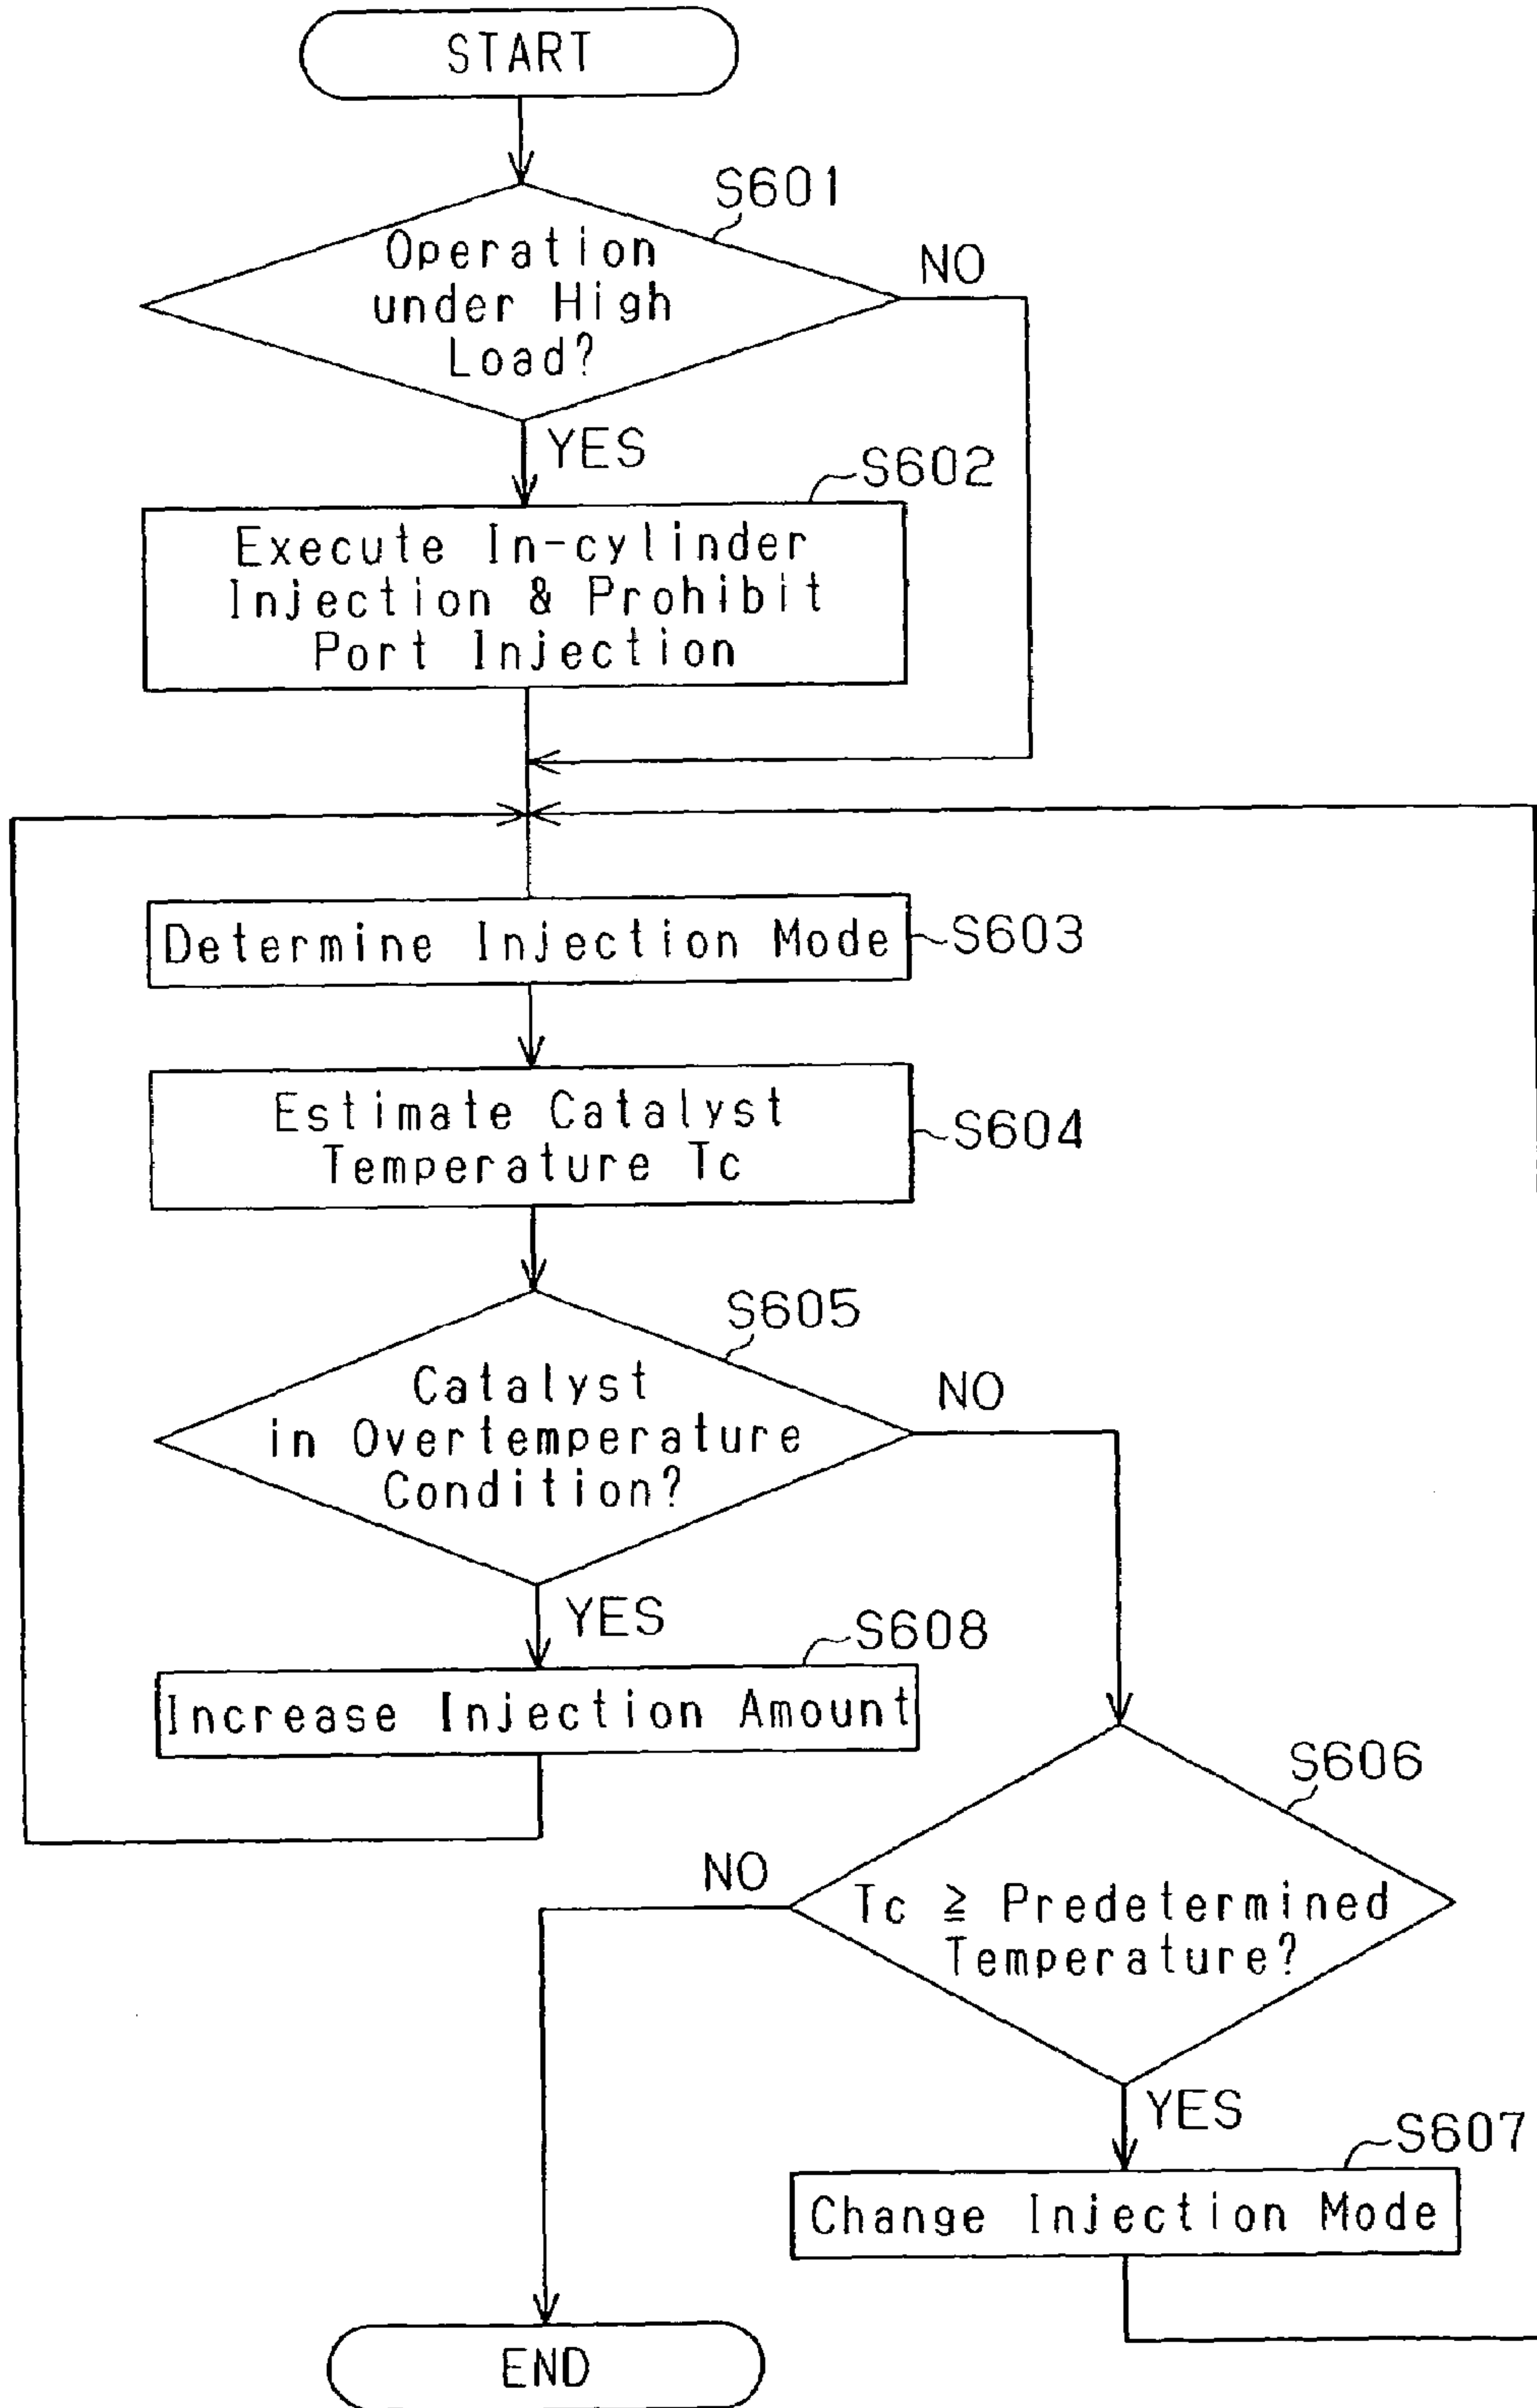 START
S601
Operation
under High
Load?
NO
YES
S602
Execute In-cylinder
Injection & Prohibit
Port Injection
Determine Injection Mode
S603
Estimate Catalyst
Temperature Tc
S604
S605
Catalyst
in Overtemperature
Condition?
NO
YES
S608
Increase Injection Amount
S606
NO
Tc ≧ Predetermined
Temperature?
YES
S607
Change Injection Mode
END